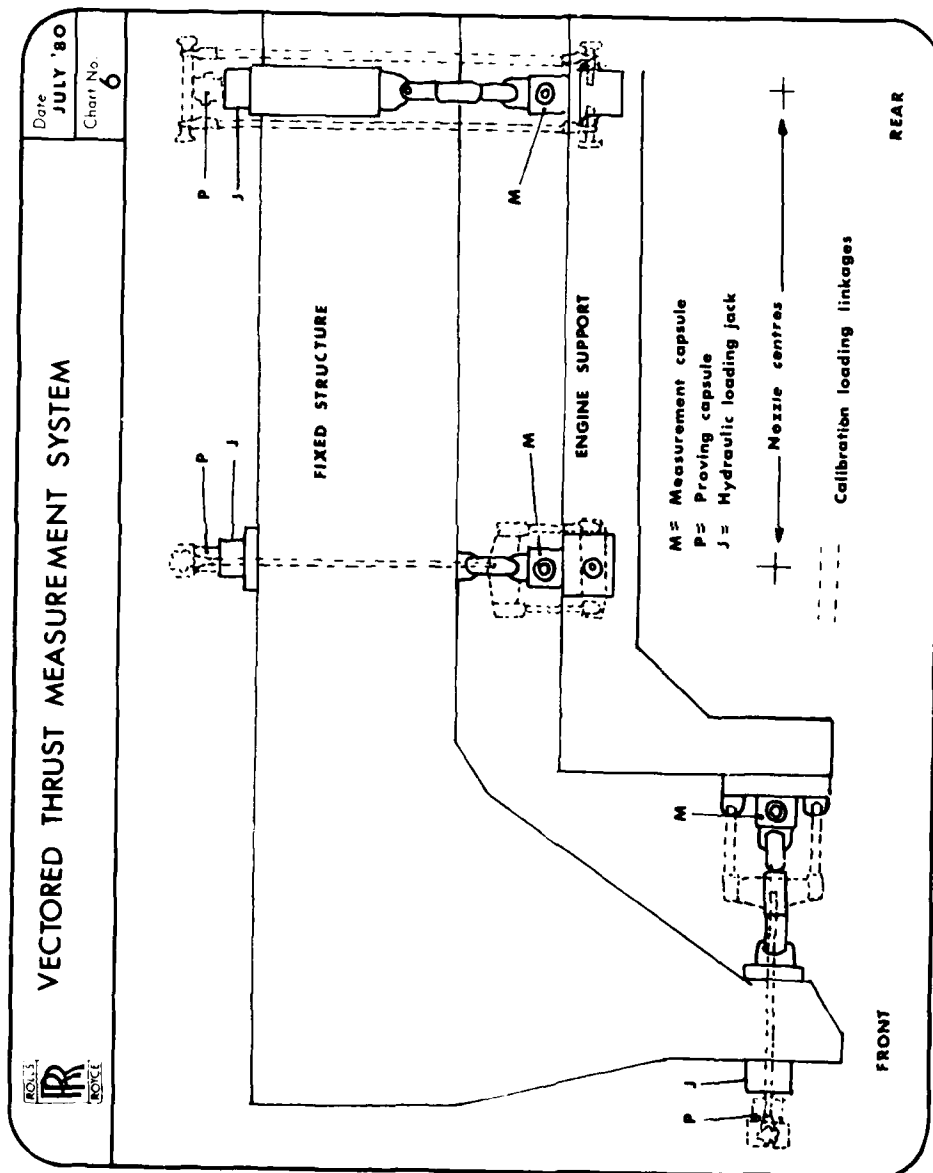 ROLLS
RR
ROYCE
VECTORED THRUST MEASUREMENT SYSTEM
Date
JULY '80
Chart No.
6
P
J
P
J
FIXED STRUCTURE
M
M
ENGINE SUPPORT
M
M = Measurement capsule
P = Proving capsule
J = Hydraulic loading jack
Nozzle centres
Calibration loading linkages
P
J
FRONT
REAR